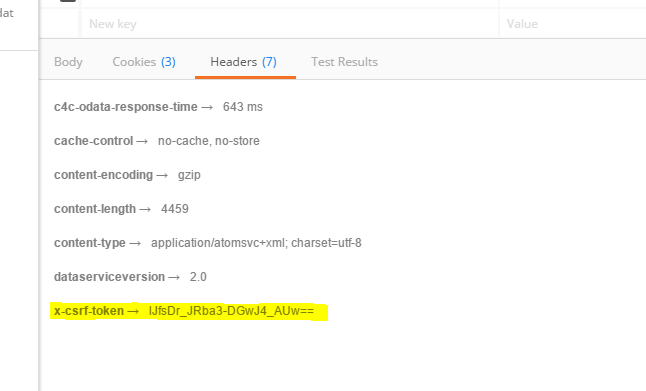 dat
New key Value
Body Cookies (3) Headers (7) Test Results
c4c-odata-response-time → 643 ms
cache-control → no-cache, no-store
content-encoding → gzip
content-length → 4459
content-type → application/atomsvc+xml; charset=utf-8
dataserviceversion → 2.0
x-csrf-token → IJfsDr_JRba3-DGwJ4_AUw==